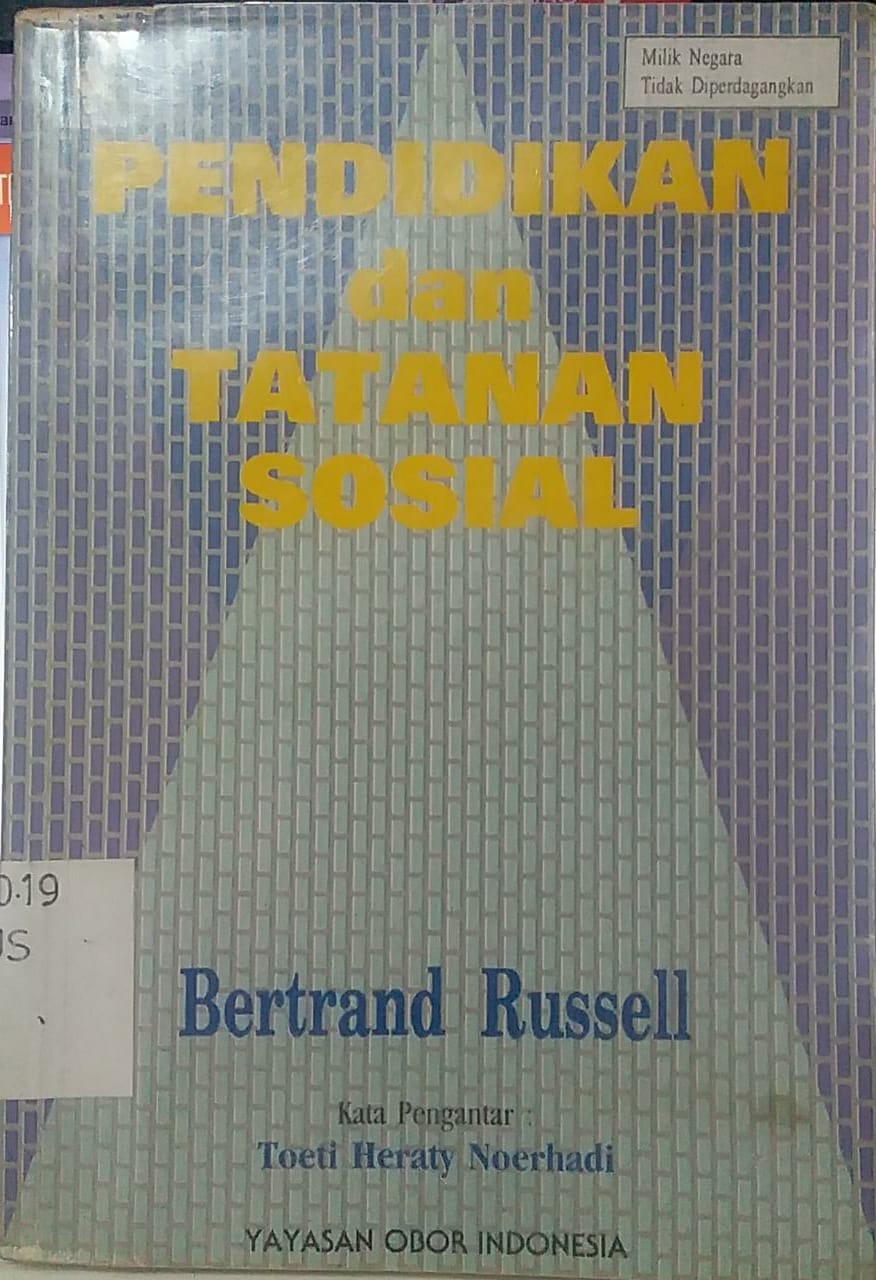 Milik Negara
Tidak Diperdagangkan
PENDIDIKAN
dan
TATANAN
SOSIAL
0.19
US
Bertrand Russell
Kata Pengantar :
Toeti Heraty Noerhadi
YAYASAN OBOR INDONESIA